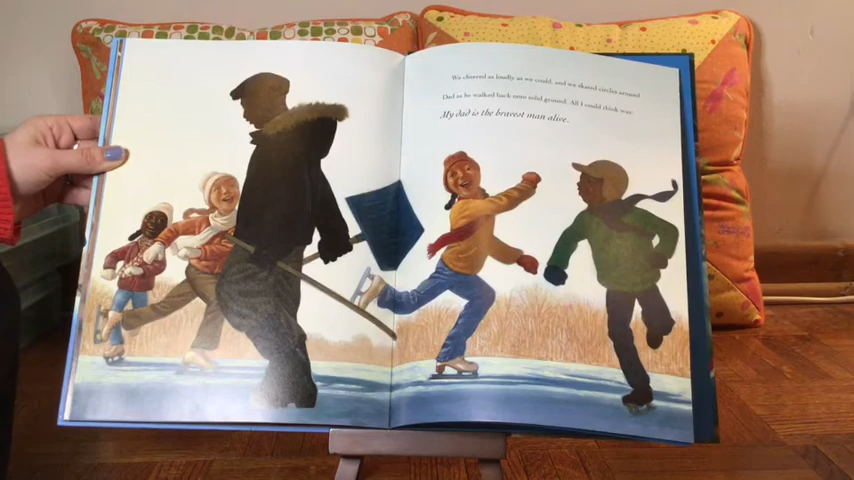 We cheered as loudly as we could, and we skated circles around
Dad as he walked back onto solid ground. All I could think was:
My dad is the bravest man alive.